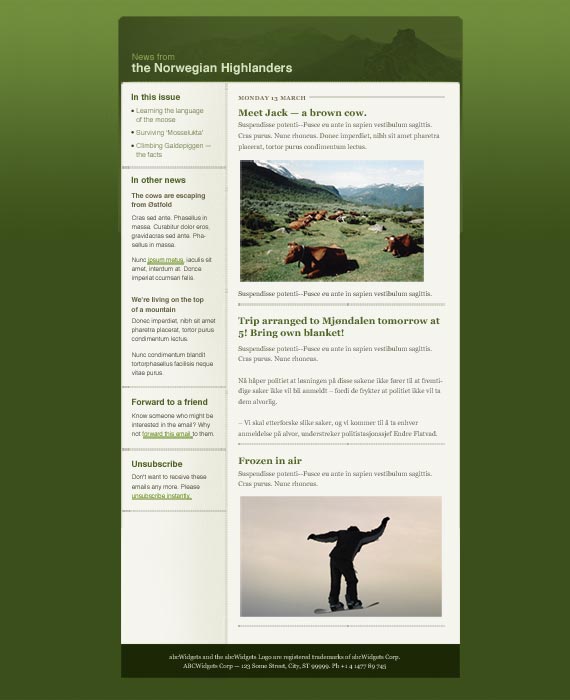 News from
the Norwegian Highlanders
In this issue
• Learning the language
of the moose
• Surviving 'Mosselukta'
• Climbing Galdøpiggen —
the facts
In other news
The cows are escaping
from Østfold
Cras sed ante. Phasellus in
massa. Curabitur dolor eros,
gravidacras sed ante. Pha-
sellus in massa.
Nunc ipsum metus, iaculis sit
amet, interdum at. Donce
imperiat ccumsan felis.
We're living on the top
of a mountain
Donec imperdiet, nibh sit amet
pharetra placerat, tortor purus
condimentum lectus.
Nunc condimentum blandit
tortorphasellus facilisis neque
vitae purus.
Forward to a friend
Know someone who might be
interested in the email? Why
not forward this email to them.
Unsubscribe
Don't want to receive these
emails any more. Please
unsubscribe instantly.
MONDAY 13 MARCH
Meet Jack — a brown cow.
Suspendisse potenti--Fusce eu ante in sapien vestibulum sagittis.
Cras purus. Nunc rhoncus. Donec imperdiet, nibh sit amet pharetra
placerat, tortor purus condimentum lectus.
Suspendisse potenti--Fusce eu ante in sapien vestibulum sagittis.
Trip arranged to Mjøndalen tomorrow at
5! Bring own blanket!
Suspendisse potenti--Fusce eu ante in sapien vestibulum sagittis.
Cras purus. Nunc rhoncus.
Nå håper politiet at løsningen på disse sakene ikke fører til at fremti-
dige saker ikke vil bli anmeldt – fordi de frykter at politiet ikke vil ta
dem alvorlig.
– Vi skal etterforske slike saker, og vi kommer til å ta enhver
anmeldelse på alvor, understreker politistasjonssjef Endre Flatvad.
Frozen in air
Suspendisse potenti--Fusce eu ante in sapien vestibulum sagittis.
Cras purus. Nunc rhoncus.
abcWidgets and the abcWidgets Logo are registered trademarks of abcWidgets Corp.
ABCWidgets Corp — 123 Some Street, City, ST 99999. Ph +1 4 1477 89 745